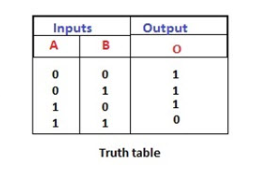 Inputs Output
A B O
0 0 1
0 1 1
1 0 1
1 1 0
Truth table